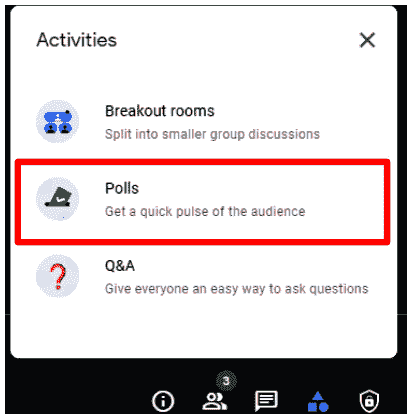 Activities
Breakout rooms
Split into smaller group discussions
Polls
Get a quick pulse of the audience
Q&A
Give everyone an easy way to ask questions
3